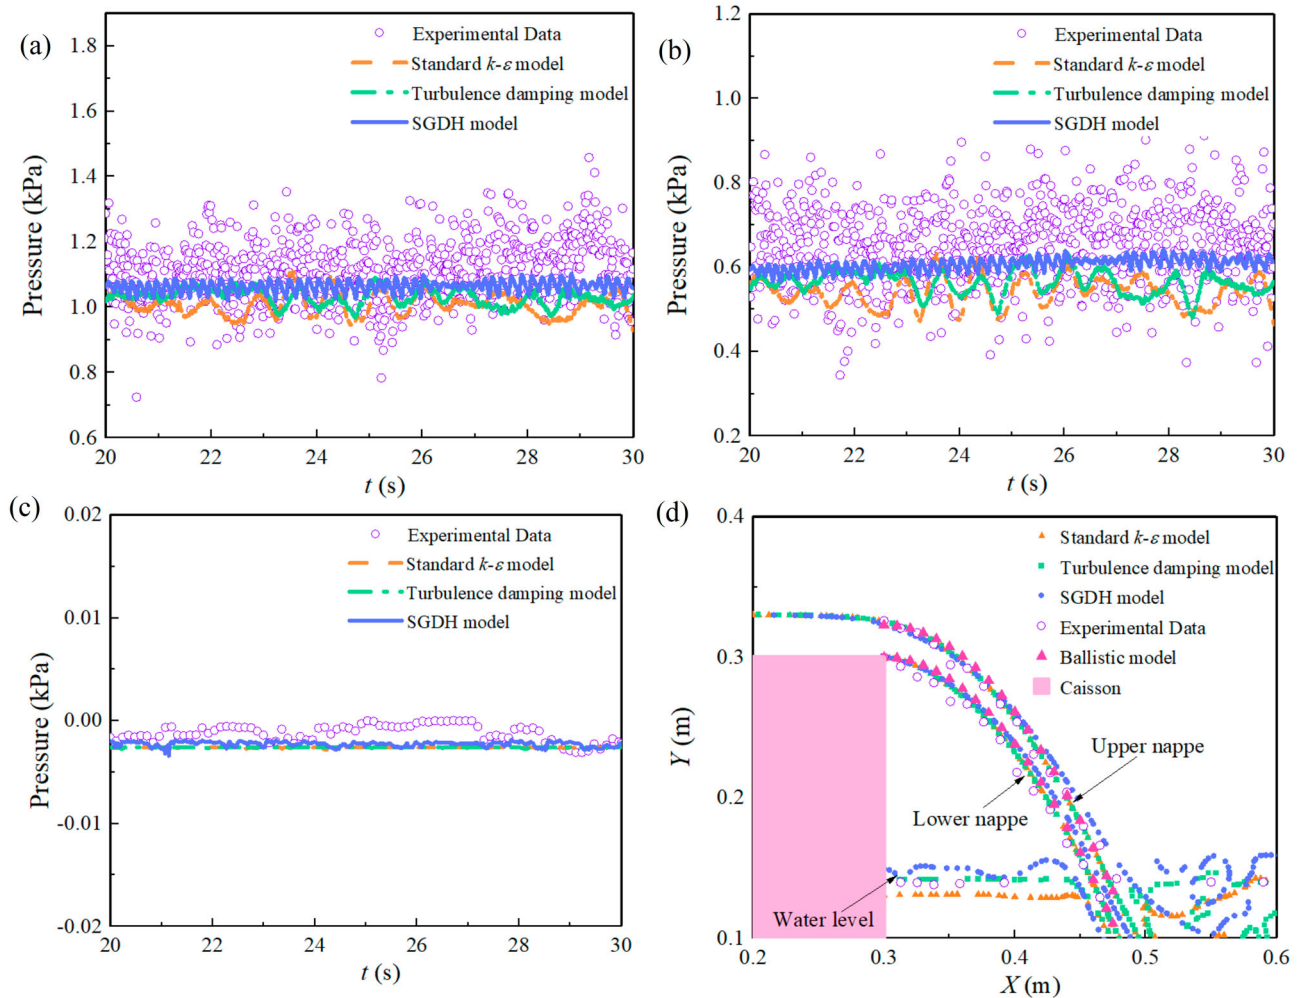 (a)
1.8
1.6
1.4
1.2
1.0
0.8
0.6
Pressure (kPa)
Experimental Data
Standard k-ε model
Turbulence damping model
SGDH model
20 22 24 26 28 30
t (s)
(b)
1.2
1.0
0.8
0.6
0.4
0.2
Pressure (kPa)
Experimental Data
Standard k-ε model
Turbulence damping model
SGDH model
20 22 24 26 28 30
t (s)
(c)
0.02
0.01
0.00
-0.01
-0.02
Pressure (kPa)
Experimental Data
Standard k-ε model
Turbulence damping model
SGDH model
20 22 24 26 28 30
t (s)
(d)
0.4
0.3
0.2
0.1
Y (m)
Standard k-ε model
Turbulence damping model
SGDH model
Experimental Data
Ballistic model
Caisson
Upper nappe
Lower nappe
Water level
0.2 0.3 0.4 0.5 0.6
X (m)